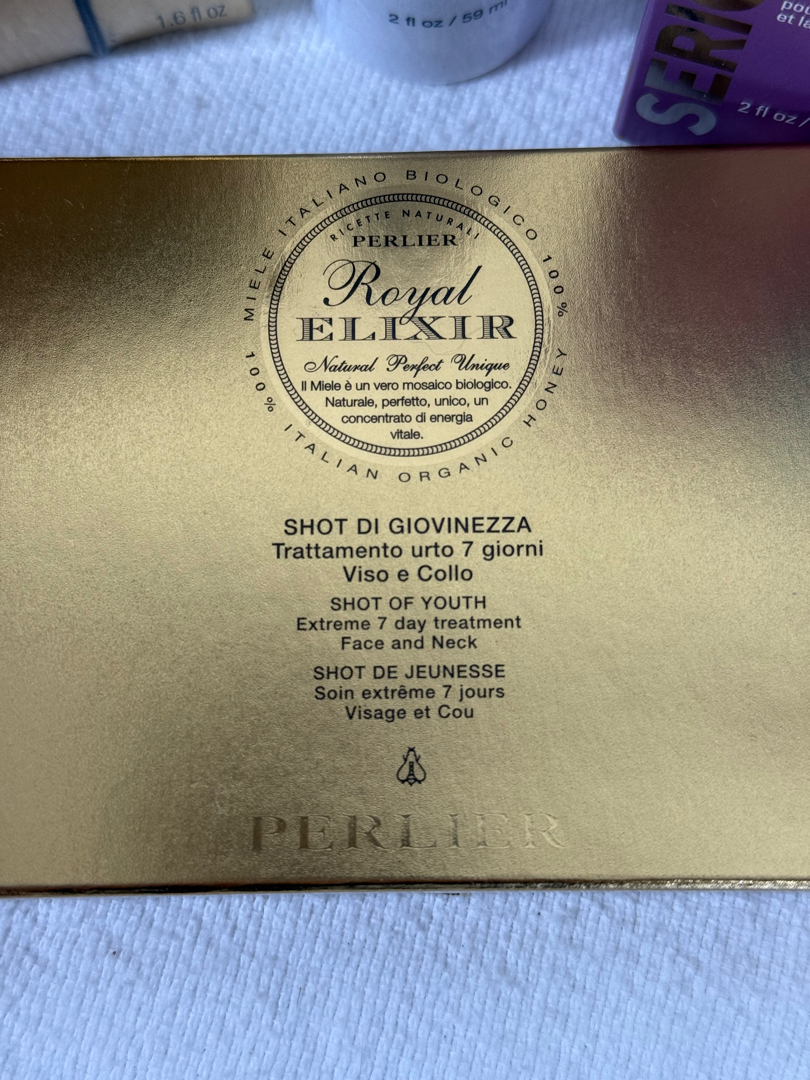 1.6 fl oz
2 fl oz / 59 ml
SERI
et la
2 fl oz /
MIELE ITALIANO BIOLOGICO 100%
100% ITALIAN ORGANIC HONEY
RICETTE NATURALI
PERLIER
Royal
ELIXIR
Natural Perfect Unique
Il Miele è un vero mosaico biologico.
Naturale, perfetto, unico, un
concentrato di energia
vitale.
SHOT DI GIOVINEZZA
Trattamento urto 7 giorni
Viso e Collo
SHOT OF YOUTH
Extreme 7 day treatment
Face and Neck
SHOT DE JEUNESSE
Soin extrême 7 jours
Visage et Cou
PERLIER